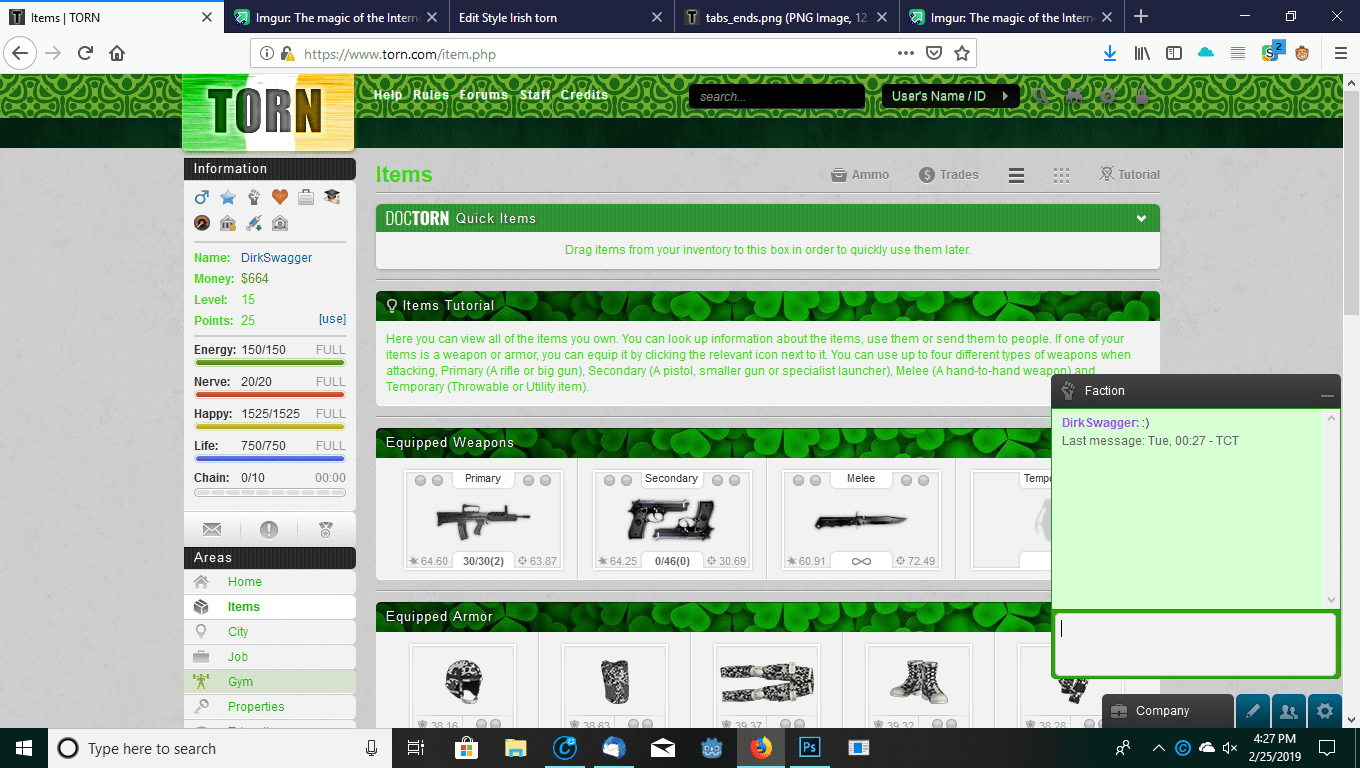 Items | TORN
Imgur: The magic of the Intern
Edit Style Irish torn
tabs_ends.png (PNG Image, 12
Imgur: The magic of the Intern
https://www.torn.com/item.php
2
TORN
Help Rules Forums Staff Credits
search...
User's Name / ID
Information
Name: DirkSwagger
Money: $664
Level: 15
Points: 25 [use]
Energy: 150/150 FULL
Nerve: 20/20 FULL
Happy: 1525/1525 FULL
Life: 750/750 FULL
Chain: 0/10 00:00
Areas
Home
Items
City
Job
Gym
Properties
Items
Ammo
Trades
Tutorial
DOCTORN Quick Items
Drag items from your inventory to this box in order to quickly use them later.
Items Tutorial
Here you can view all of the items you own. You can look up information about the items, use them or send them to people. If one of your
items is a weapon or armor, you can equip it by clicking the relevant icon next to it. You can use up to four different types of weapons when
attacking, Primary (A rifle or big gun), Secondary (A pistol, smaller gun or specialist launcher), Melee (A hand-to-hand weapon) and
Temporary (Throwable or Utility item).
Equipped Weapons
Primary
64.60 30/30(2) 63.87
Secondary
64.25 0/46(0) 30.69
Melee
60.91 ∞ 72.49
Tempo
Equipped Armor
38.16
38.63
39.37
39.32
38.28
Faction
DirkSwagger: :)
Last message: Tue, 00:27 - TCT
Company
Type here to search
Ps
4:27 PM
2/25/2019